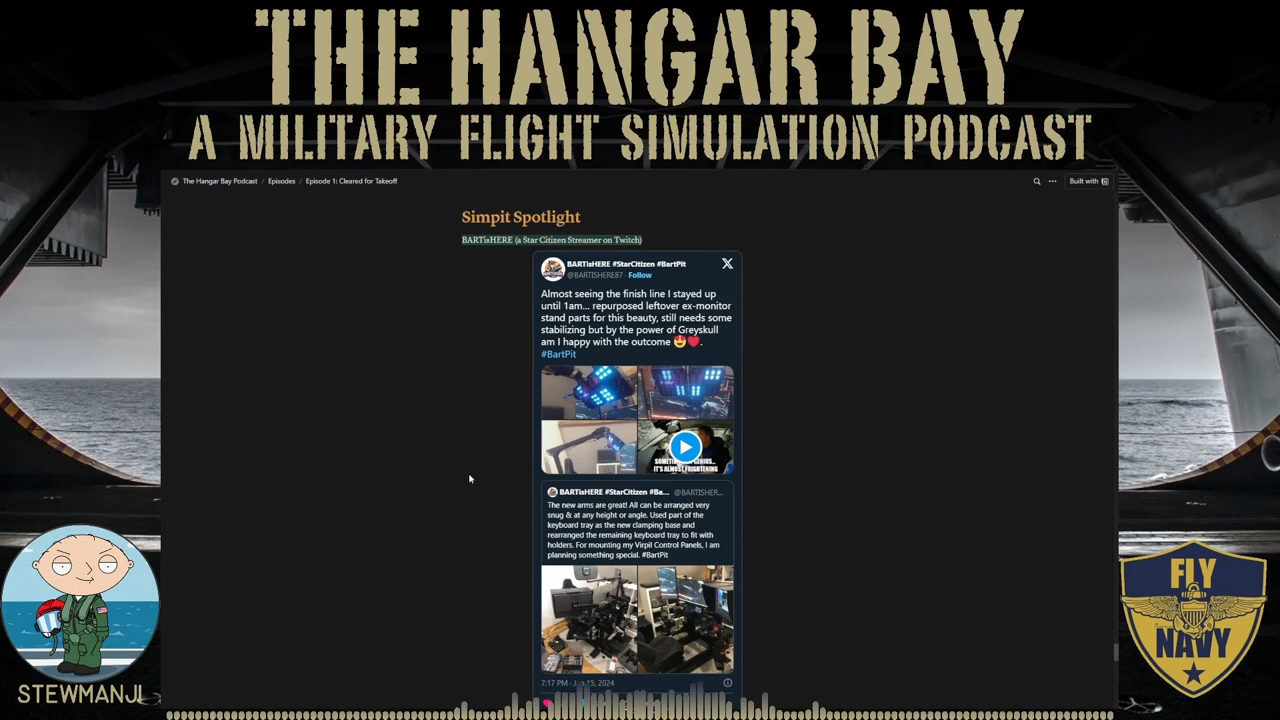 THE HANGAR BAY
A MILITARY FLIGHT SIMULATION PODCAST
The Hangar Bay Podcast / Episodes / Episode 1: Cleared for Takeoff
Built with
Simpit Spotlight
BARTisHERE (a Star Citizen Streamer on Twitch)
BARTisHERE #StarCitizen #BartPit
@BARTISHERE87 · Follow
Almost seeing the finish line I stayed up
until 1am... repurposed leftover ex-monitor
stand parts for this beauty, still needs some
stabilizing but by the power of Greyskull
am I happy with the outcome 😍❤️.
#BartPit
IT'S ALMOST FRIGHTENING
BARTisHERE #StarCitizen #Ba... @BARTISHER...
The new arms are great! All can be arranged very
snug & at any height or angle. Used part of the
keyboard tray as the new clamping base and
rearranged the remaining keyboard tray to fit with
holders. For mounting my Virpil Control Panels, I am
planning something special. #BartPit
7:17 PM · 15, 2024
STEWMANJI
FLY
NAVY